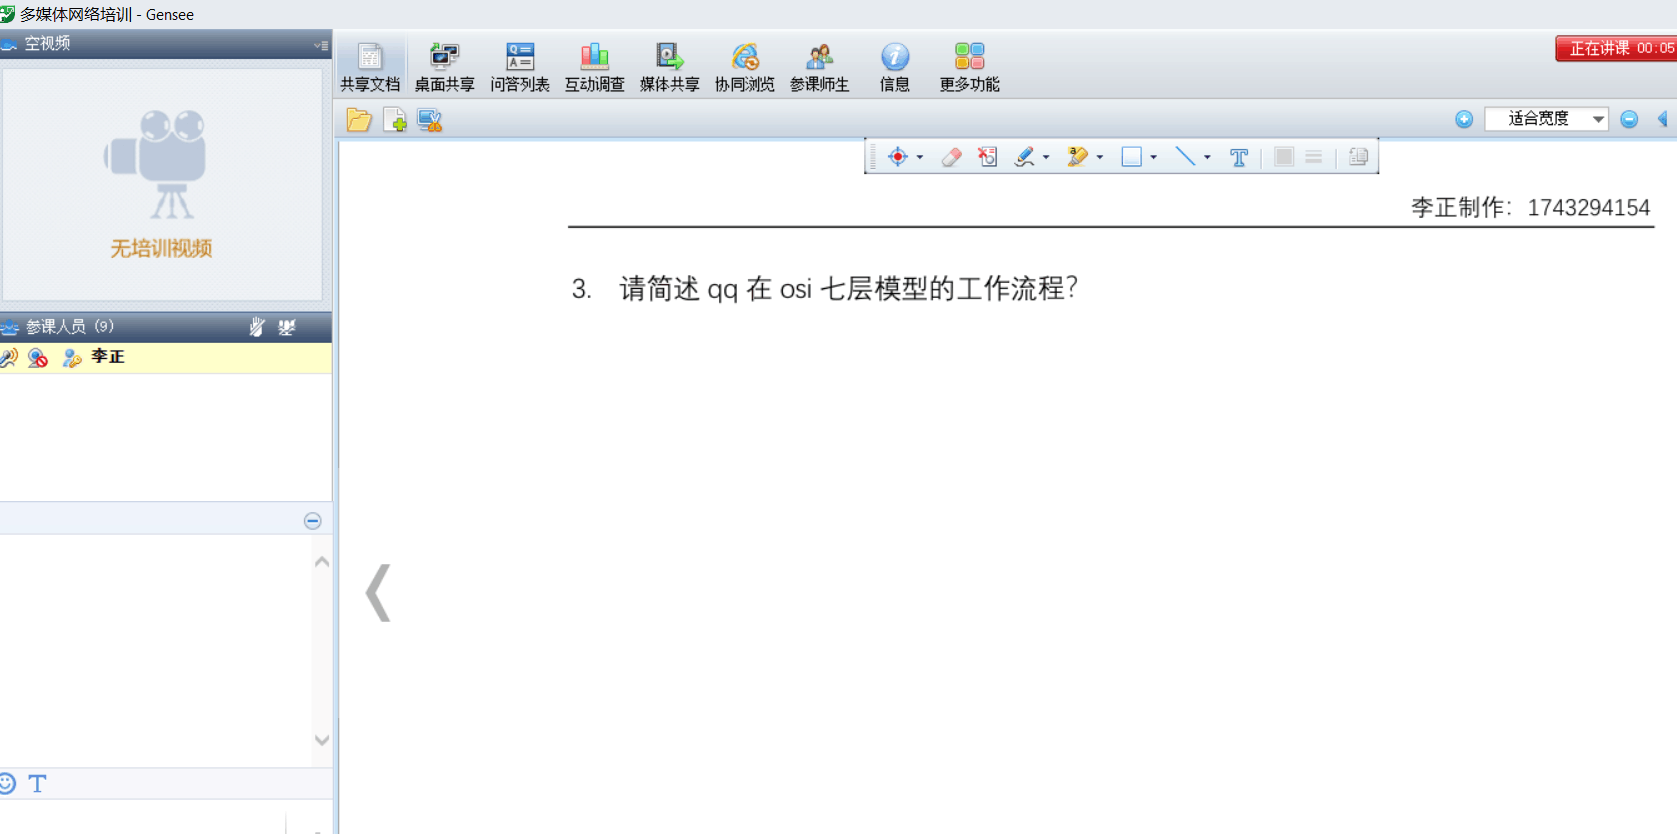 多媒体网络培训 - Gensee
空视频
正在讲课 00:05
共享文档 桌面共享 问答列表 互动调查 媒体共享 协同浏览 参课师生 信息 更多功能
适合宽度
李正制作：1743294154
无培训视频
3. 请简述 qq 在 osi 七层模型的工作流程？
参课人员（9）
李正